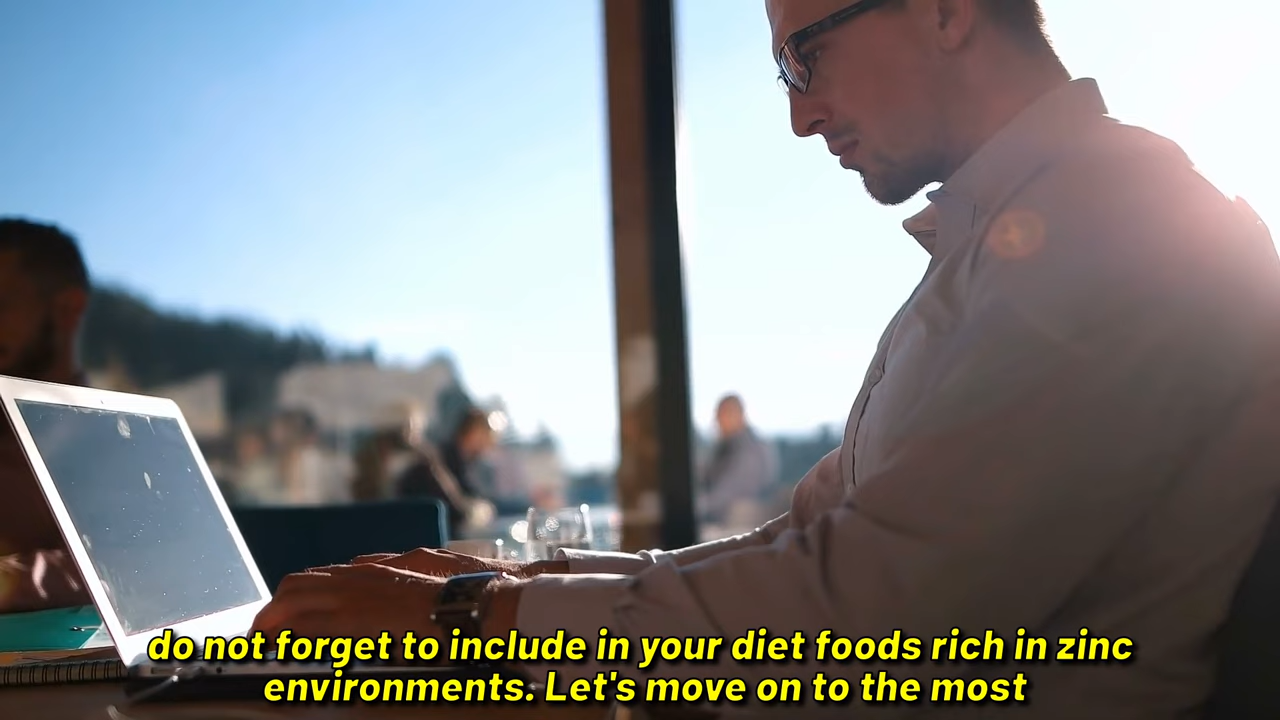 do not forget to include in your diet foods rich in zinc
environments. Let's move on to the most